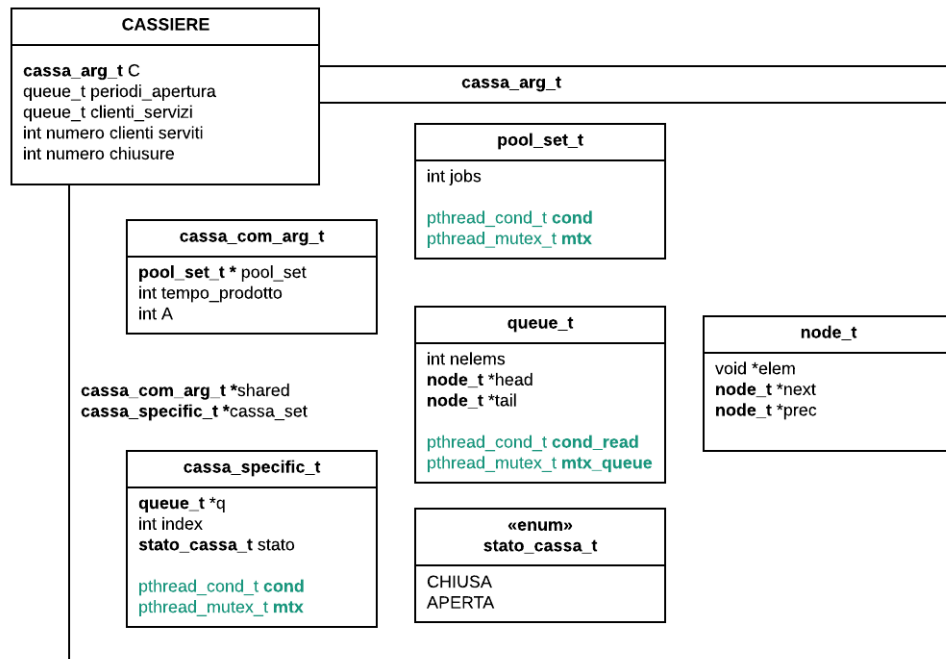 CASSIERE
cassa_arg_t C
queue_t periodi_apertura
queue_t clienti_servizi
int numero clienti serviti
int numero chiusure
cassa_arg_t
pool_set_t
int jobs
pthread_cond_t cond
pthread_mutex_t mtx
cassa_com_arg_t
pool_set_t * pool_set
int tempo_prodotto
int A
queue_t
int nelems
node_t *head
node_t *tail
pthread_cond_t cond_read
pthread_mutex_t mtx_queue
node_t
void *elem
node_t *next
node_t *prec
cassa_com_arg_t *shared
cassa_specific_t *cassa_set
cassa_specific_t
queue_t *q
int index
stato_cassa_t stato
pthread_cond_t cond
pthread_mutex_t mtx
«enum»
stato_cassa_t
CHIUSA
APERTA